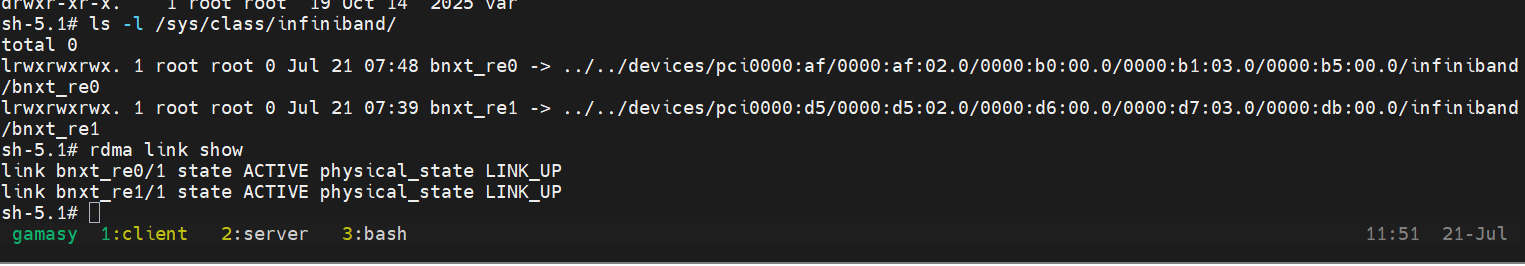 drwxr-xr-x.   1 root root  19 Oct 14  2025 var
sh-5.1# ls -l /sys/class/infiniband/
total 0
lrwxrwxrwx. 1 root root 0 Jul 21 07:48 bnxt_re0 -> ../../devices/pci0000:af/0000:af:02.0/0000:b0:00.0/0000:b1:03.0/0000:b5:00.0/infiniband
/bnxt_re0
lrwxrwxrwx. 1 root root 0 Jul 21 07:39 bnxt_re1 -> ../../devices/pci0000:d5/0000:d5:02.0/0000:d6:00.0/0000:d7:03.0/0000:db:00.0/infiniband
/bnxt_re1
sh-5.1# rdma link show
link bnxt_re0/1 state ACTIVE physical_state LINK_UP
link bnxt_re1/1 state ACTIVE physical_state LINK_UP
sh-5.1#
gamasy  1:client   2:server   3:bash 11:51  21-Jul